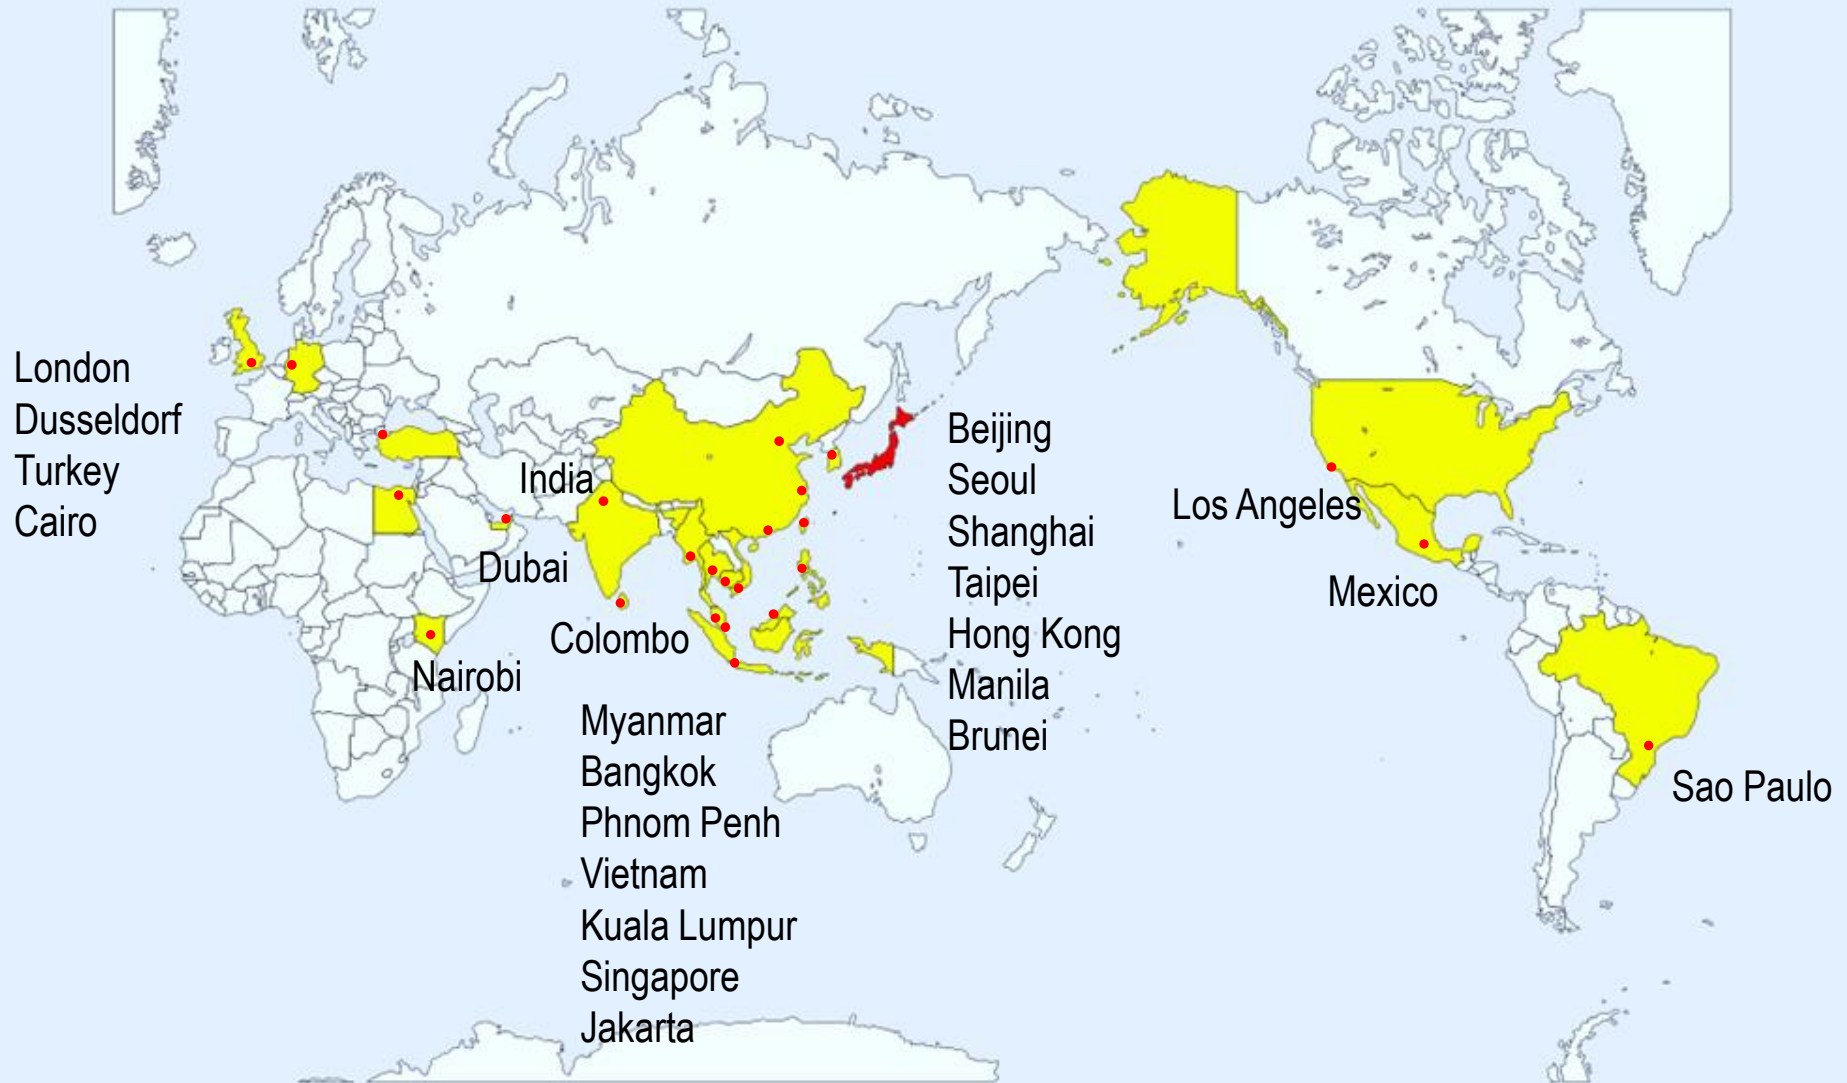 London
Dusseldorf
Turkey
Cairo
India
Dubai
Nairobi
Colombo
Myanmar
Bangkok
Phnom Penh
Vietnam
Kuala Lumpur
Singapore
Jakarta
Beijing
Seoul
Shanghai
Taipei
Hong Kong
Manila
Brunei
Los Angeles
Mexico
Sao Paulo